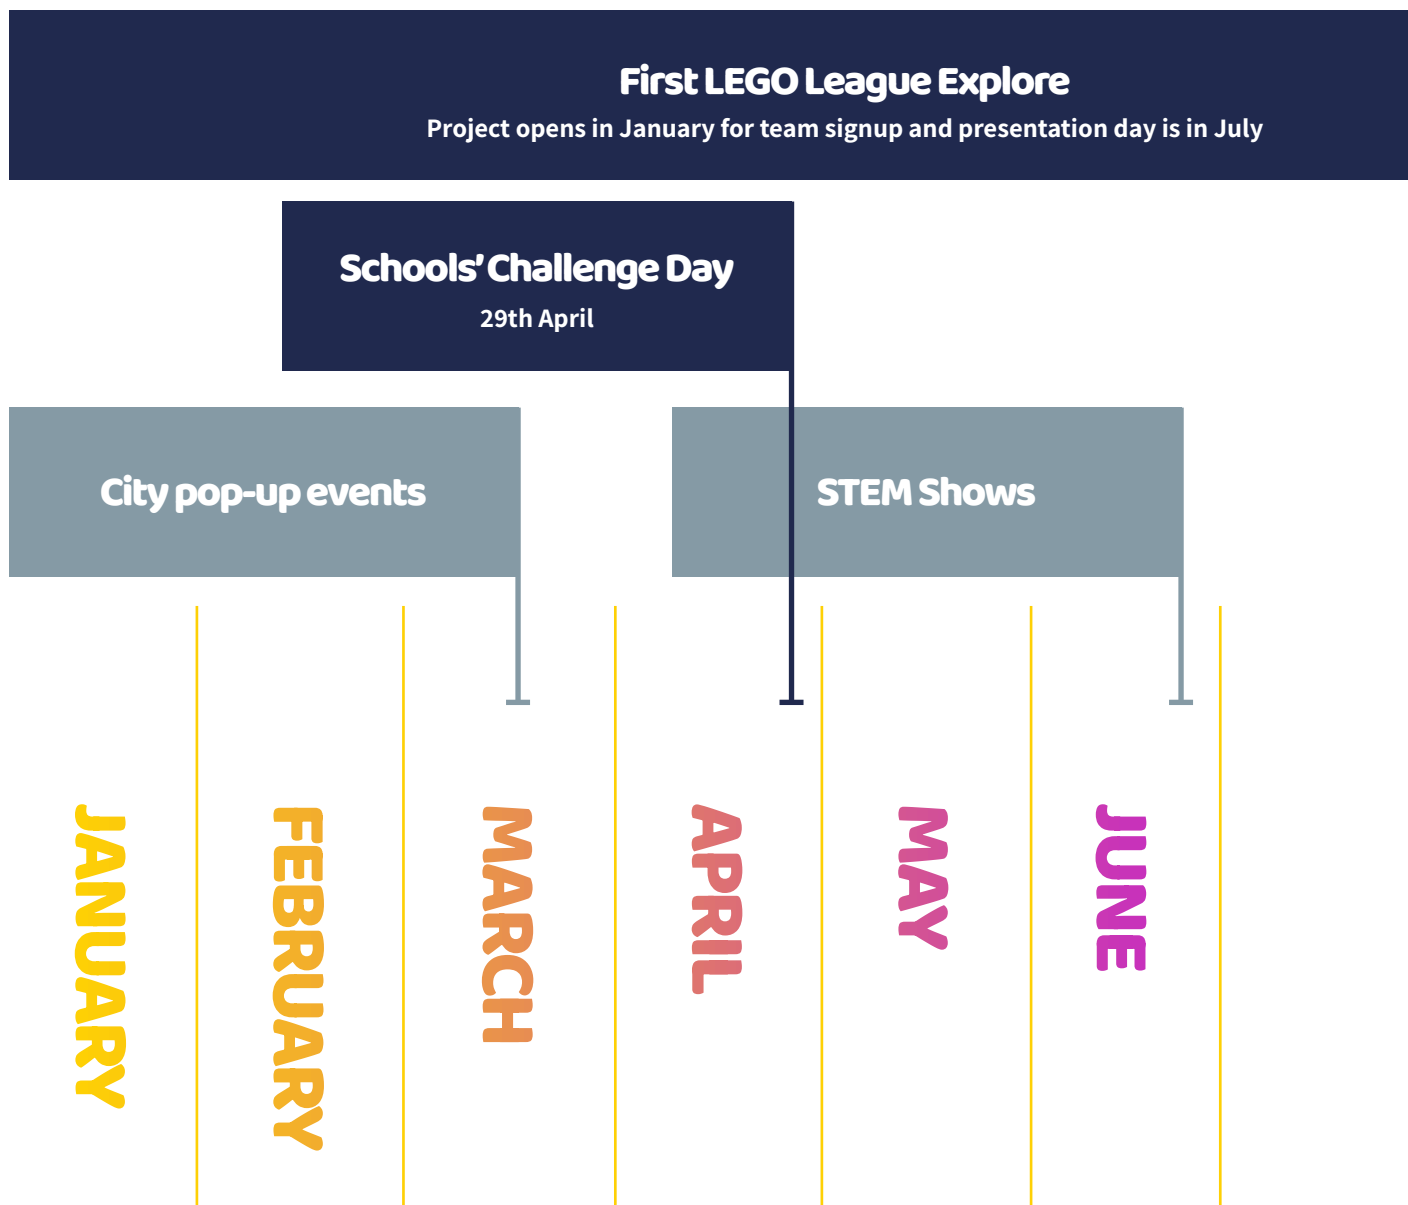 First LEGO League Explore
Project opens in January for team signup and presentation day is in July
Schools’ Challenge Day
29th April
City pop-up events
STEM Shows
JANUARY
FEBRUARY
MARCH
APRIL
MAY
JUNE